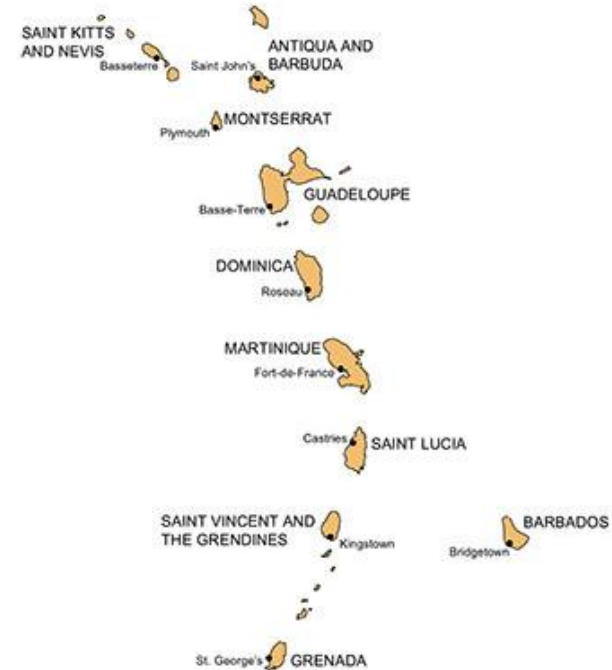 SAINT KITTS
AND NEVIS
Basseterre
ANTIQUA AND
BARBUDA
Saint John's
MONTSERRAT
Plymouth
GUADELOUPE
Basse-Terre
DOMINICA
Rosoau
MARTINIQUE
Fort-de-France
Castries
SAINT LUCIA
SAINT VINCENT AND
THE GRENDINES
Kingstown
BARBADOS
Bridgetown
St. George's
GRENADA